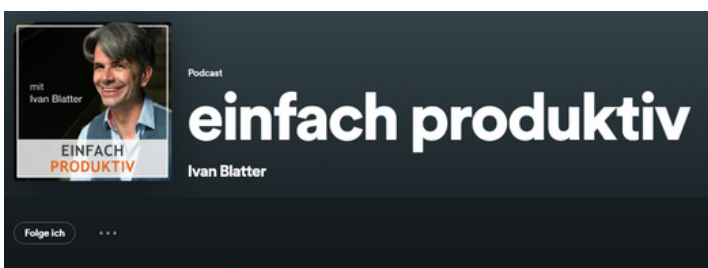 mit
Ivan Blatter
EINFACH
PRODUKTIV
Podcast
einfach produktiv
Ivan Blatter
Folge ich